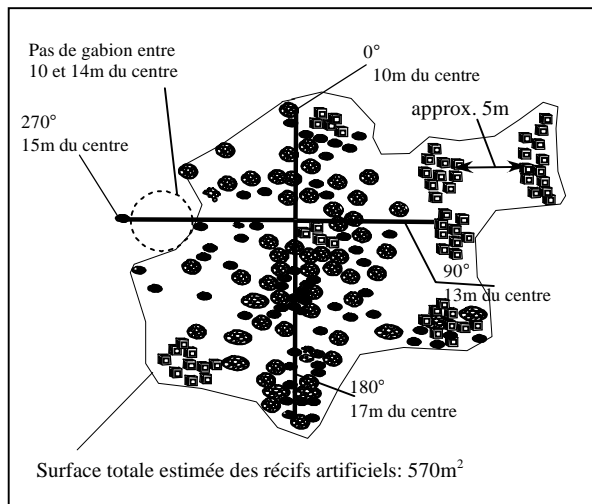 Pas de gabion entre
10 et 14m du centre
0°
10m du centre
approx. 5m
270°
15m du centre
90°
13m du centre
180°
17m du centre
Surface totale estimée des récifs artificiels: 570m²